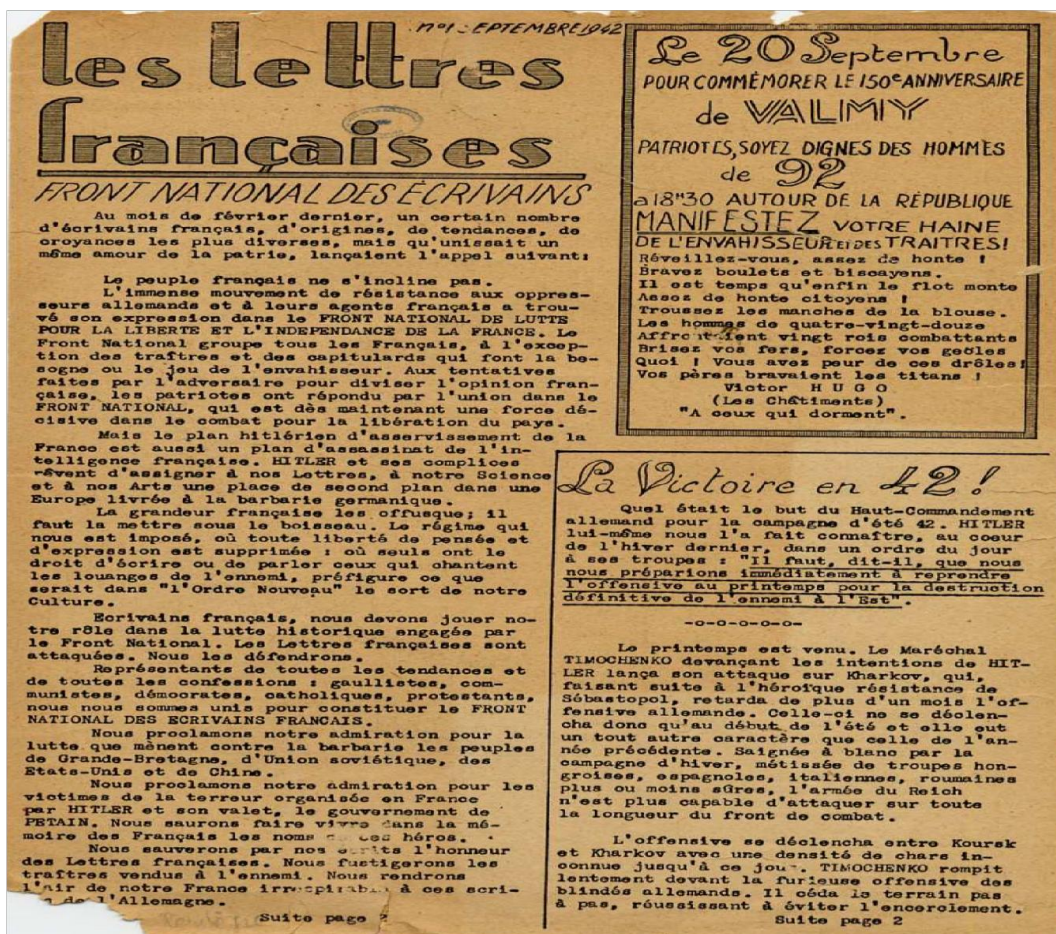 n°1 - EPTEMBRE 1942
les lettres
françaises
FRONT NATIONAL DES ÉCRIVAINS
Au mois de février dernier, un certain nombre
d'écrivains français, d'origines, de tendances, de
croyances les plus diverses, mais qu'unissait un
même amour de la patrie, lançaient l'appel suivant:
Le peuple français ne s'incline pas.
L'immense mouvement de résistance aux oppres-
seurs allemands et à leurs agents français a trou-
vé son expression dans le FRONT NATIONAL DE LUTTE
POUR LA LIBERTE ET L'INDEPENDANCE DE LA FRANCE. Le
Front National groupe tous les Français, à l'excep-
tion des traîtres et des capitulards qui font la be-
sogne ou le jeu de l'envahisseur. Aux tentatives
faites par l'adversaire pour diviser l'opinion fran-
çaise, les patriotes ont répondu par l'union dans le
FRONT NATIONAL, qui est dès maintenant une force dé-
cisive dans le combat pour la libération du pays.
Mais le plan hitlérien d'asservissement de la
France est aussi un plan d'assassinat de l'in-
telligence française. HITLER et ses complices
rêvent d'assigner à nos Lettres, à notre Science
et à nos Arts une place de second plan dans une
Europe livrée à la barbarie germanique.
La grandeur française les offusque; il
faut la mettre sous le boisseau. Le régime qui
nous est imposé, où toute liberté de pensée et
d'expression est supprimée : où seuls ont le
droit d'écrire ou de parler ceux qui chantent
les louanges de l'ennemi, préfigure ce que
serait dans "l'Ordre Nouveau" le sort de notre
Culture.
Ecrivains français, nous devons jouer no-
tre rôle dans la lutte historique engagée par
le Front National. Les Lettres françaises sont
attaquées. Nous les défendrons.
Représentants de toutes les tendances et
de toutes les confessions : gaullistes, com-
munistes, démocrates, catholiques, protestants,
nous nous sommes unis pour constituer le FRONT
NATIONAL DES ECRIVAINS FRANCAIS.
Nous proclamons notre admiration pour la
lutte que mènent contre la barbarie les peuples
de Grande-Bretagne, d'Union soviétique, des
Etats-Unis et de Chine.
Nous proclamons notre admiration pour les
victimes de la terreur organisée en France
par HITLER et son valet, le gouvernement de
PETAIN. Nous saurons faire vivre dans la mé-
moire des Français les noms de ces héros.
Nous sauverons par nos écrits l'honneur
des Lettres françaises. Nous fustigerons les
traîtres vendus à l'ennemi. Nous rendrons
l'air de notre France irrespirable à ces scri-
de l'Allemagne.
Suite page 2
Le 20 Septembre
POUR COMMÉMORER LE 150e ANNIVERSAIRE
de VALMY
PATRIOTES, SOYEZ DIGNES DES HOMMES
de 92
a 18H30 AUTOUR DE LA RÉPUBLIQUE
MANIFESTEZ VOTRE HAINE
DE L'ENVAHISSEUR ET DES TRAITRES!
Réveillez-vous, assez de honte !
Bravez boulets et biscayens.
Il est temps qu'enfin le flot monte
Assez de honte citoyens !
Troussez les manches de la blouse.
Les hommes de quatre-vingt-douze
Affrontaient vingt rois combattants
Brisez vos fers, forcez vos geôles
Quoi ! Vous avez peur de ces drôles!
Vos pères bravaient les titans !
Victor HUGO
(Les Châtiments)
"A ceux qui dorment".
La Victoire en 42!
Quel était le but du Haut-Commandement
allemand pour la campagne d'été 42. HITLER
lui-même nous l'a fait connaître, au coeur
de l'hiver dernier, dans un ordre du jour
à ses troupes : "Il faut, dit-il, que nous
nous préparions immédiatement à reprendre
l'offensive au printemps pour la destruction
définitive de l'ennemi à l'Est".
-o-o-o-o-o-
Le printemps est venu. Le Maréchal
TIMOCHENKO devançant les intentions de HIT-
LER lança son attaque sur Kharkov, qui,
faisant suite à l'héroïque résistance de
Sébastopol, retarda de plus d'un mois l'of-
fensive allemande. Celle-ci ne se déclen-
cha donc qu'au début de l'été et elle eut
un tout autre caractère que celle de l'an-
née précédente. Saignée à blanc par la
campagne d'hiver, métissée de troupes hon-
groises, espagnoles, italiennes, roumaines
plus ou moins sûres, l'armée du Reich
n'est plus capable d'attaquer sur toute
la longueur du front de combat.
L'offensive se déclencha entre Koursk
et Kharkov avec une densité de chars in-
connue jusqu'à ce jour. TIMOCHENKO rompit
lentement devant la furieuse offensive des
blindés allemands. Il céda le terrain pas
à pas, réussissant à éviter l'encerclement.
Suite page 2